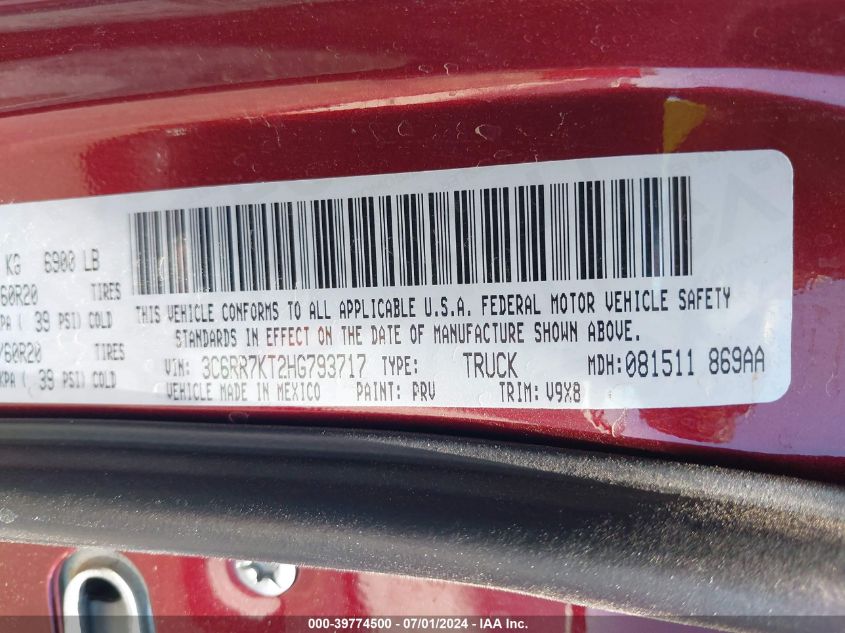 KG 6900 LB
60R20 TIRES
KPA ( 39 PSI) COLD
/60R20 TIRES
KPA ( 39 PSI) COLD
THIS VEHICLE CONFORMS TO ALL APPLICABLE U.S.A. FEDERAL MOTOR VEHICLE SAFETY
STANDARDS IN EFFECT ON THE DATE OF MANUFACTURE SHOWN ABOVE.
VIN: 3C6RR7KT2HG793717 TYPE: TRUCK MDH:081511 869AA
VEHICLE MADE IN MEXICO PAINT: PRV TRIM: V9X8
000-39774500 / 07/01/2024 - IAA, Inc.